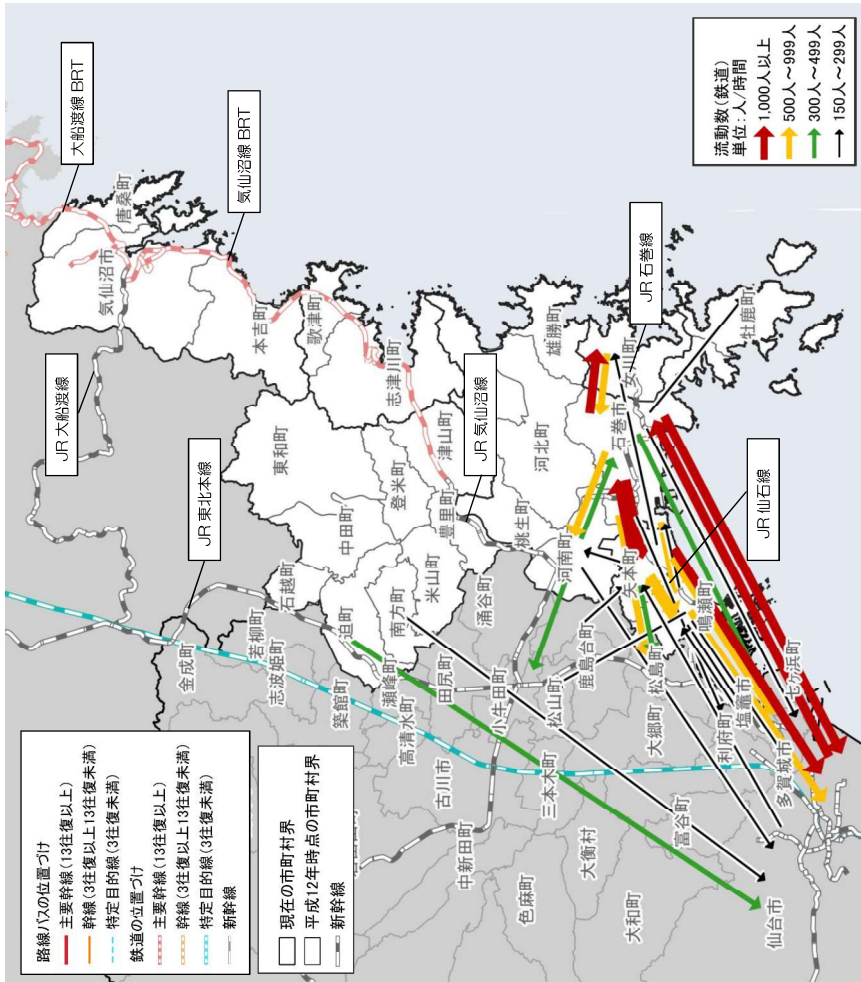 路線バスの位置づけ
主要幹線(13往復以上)
幹線(3往復以上13往復未満)
特定目的線(3往復未満)
鉄道の位置づけ
主要幹線(13往復以上)
幹線(3往復以上13往復未満)
特定目的線(3往復未満)
新幹線
現在の市町村界
平成12年時点の市町村界
新幹線
JR 大船渡線
JR 東北本線
大船渡線 BRT
気仙沼線 BRT
JR 気仙沼線
JR 石巻線
JR 仙石線
唐桑町
気仙沼市
本吉町
歌津町
志津川町
東和町
登米町
津山町
中田町
豊里町
石越町
米山町
南方町
迫町
桃生町
河北町
雄勝町
女川町
牡鹿町
石巻市
河南町
矢本町
鳴瀬町
涌谷町
金成町
若柳町
志波姫町
築館町
瀬峰町
高清水町
田尻町
古川市
小牛田町
中新田町
松山町
鹿島台町
三本木町
松島町
大郷町
大衡村
色麻町
利府町
塩竈市
七ヶ浜町
富谷町
多賀城市
大和町
仙台市
流動数(鉄道)
単位:人/時間
1,000人以上
500人~999人
300人~499人
150人~299人